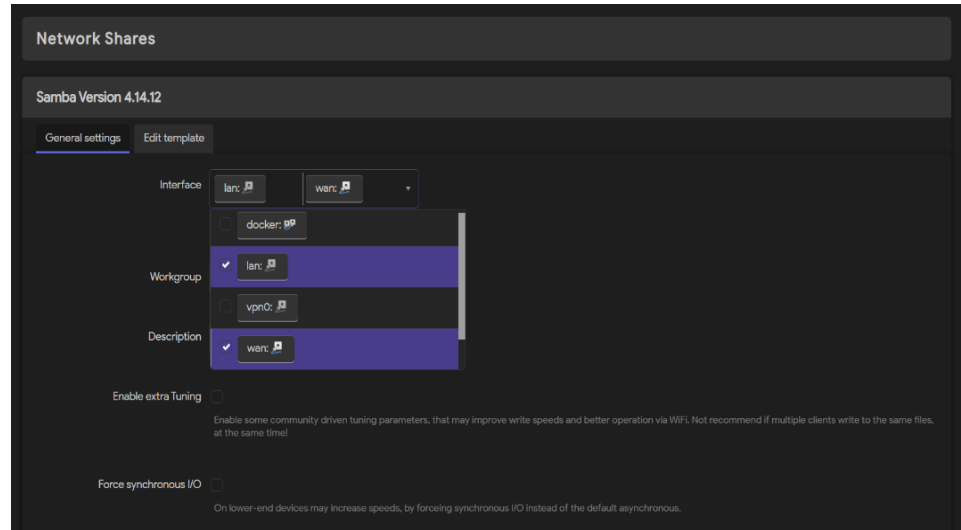 Network Shares
Samba Version 4.14.12
General settings Edit template
Interface lan: wan:
docker:
lan:
Workgroup
vpn0:
Description
wan:
Enable extra Tuning
Enable some community driven tuning parameters, that may improve write speeds and better operation via WiFi. Not recommend if multiple clients write to the same files,
at the same time!
Force synchronous I/O
On lower-end devices may increase speeds, by forceing synchronous I/O instead of the default asynchronous.